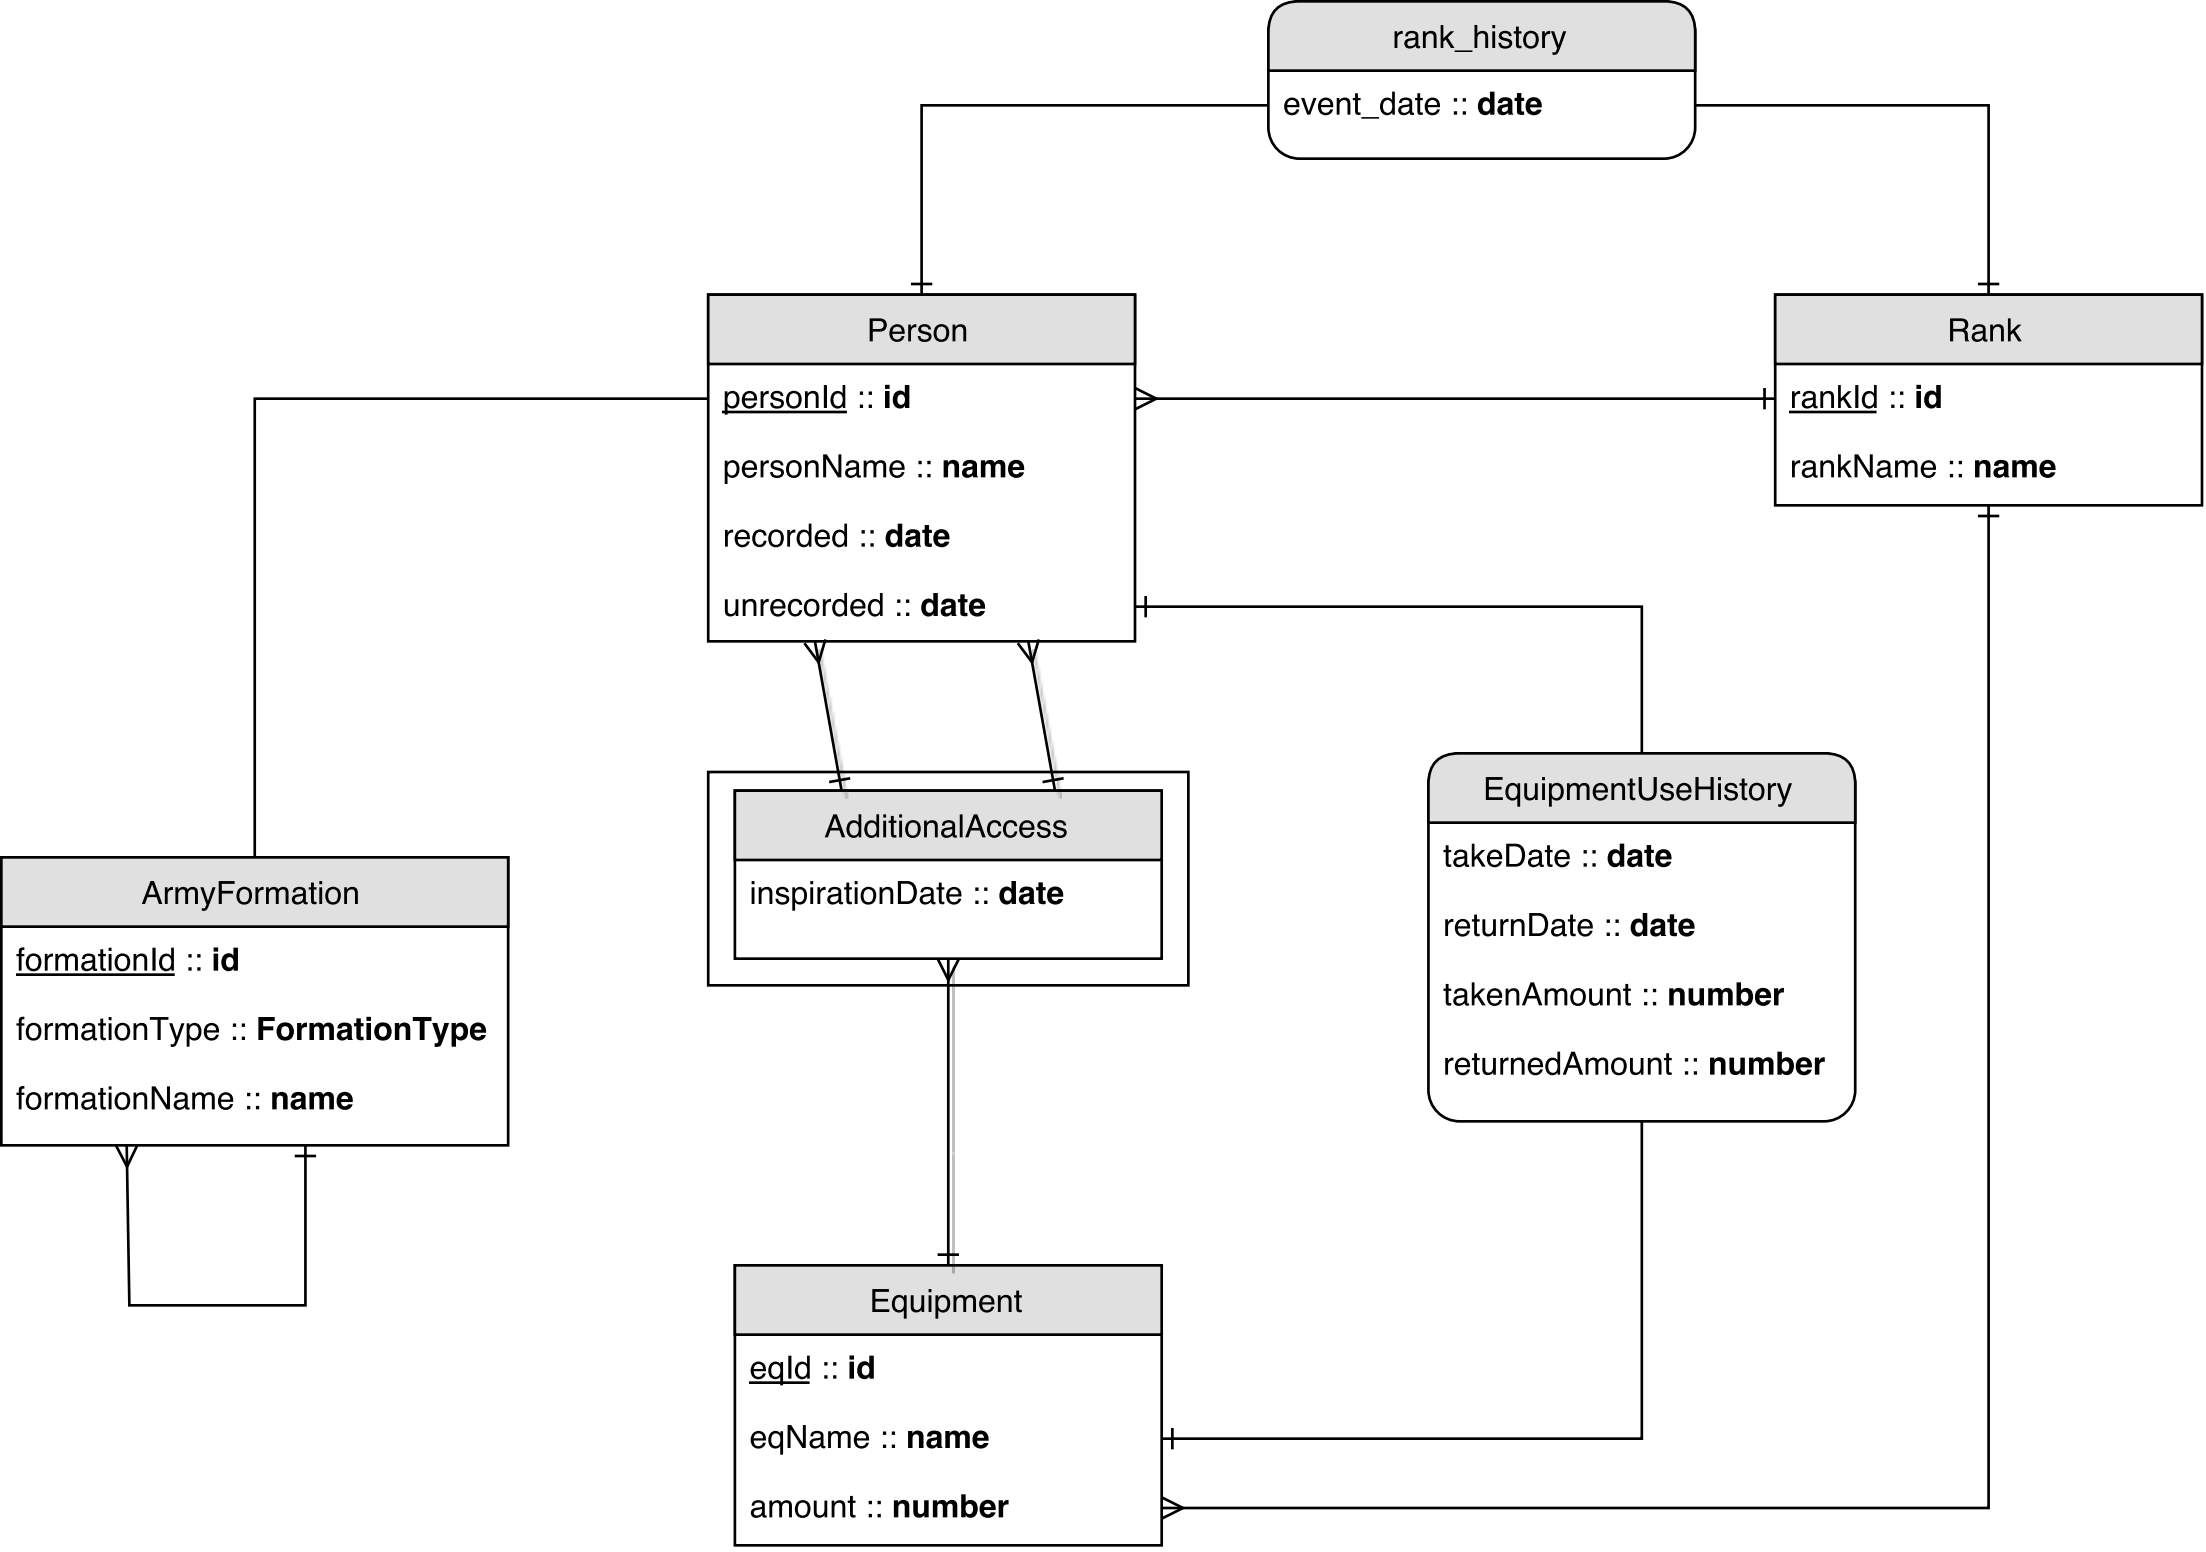 rank_history
event_date :: date
Person
personId :: id
personName :: name
recorded :: date
unrecorded :: date
Rank
rankId :: id
rankName :: name
AdditionalAccess
inspirationDate :: date
EquipmentUseHistory
takeDate :: date
returnDate :: date
takenAmount :: number
returnedAmount :: number
ArmyFormation
formationId :: id
formationType :: FormationType
formationName :: name
Equipment
eqId :: id
eqName :: name
amount :: number